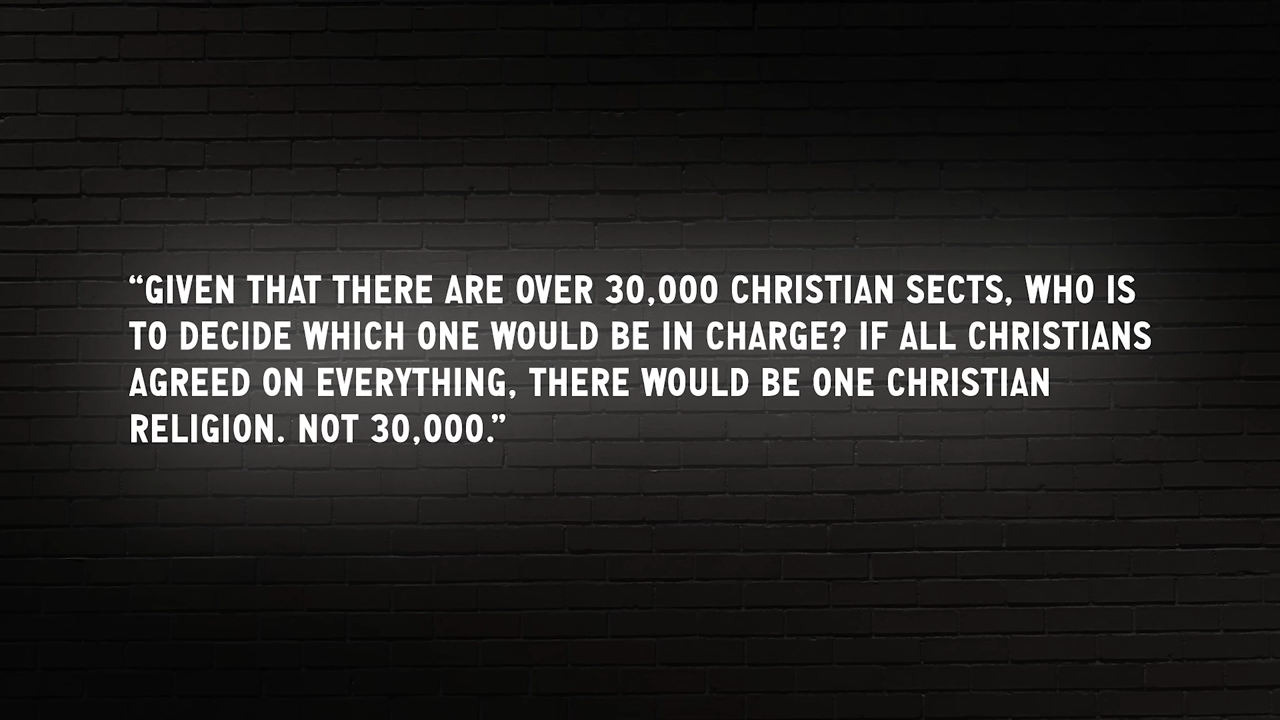 “GIVEN THAT THERE ARE OVER 30,000 CHRISTIAN SECTS, WHO IS
TO DECIDE WHICH ONE WOULD BE IN CHARGE? IF ALL CHRISTIANS
AGREED ON EVERYTHING, THERE WOULD BE ONE CHRISTIAN
RELIGION. NOT 30,000.”